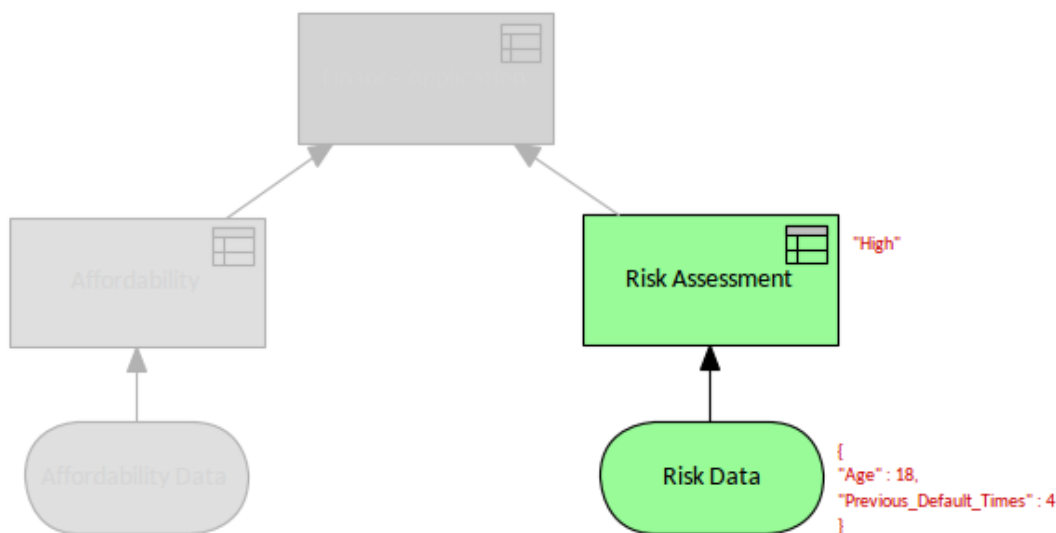 Affordability
Risk Assessment
"High"
Affordability Data
Risk Data
{
"Age" : 18,
"Previous_Default_Times" : 4
}